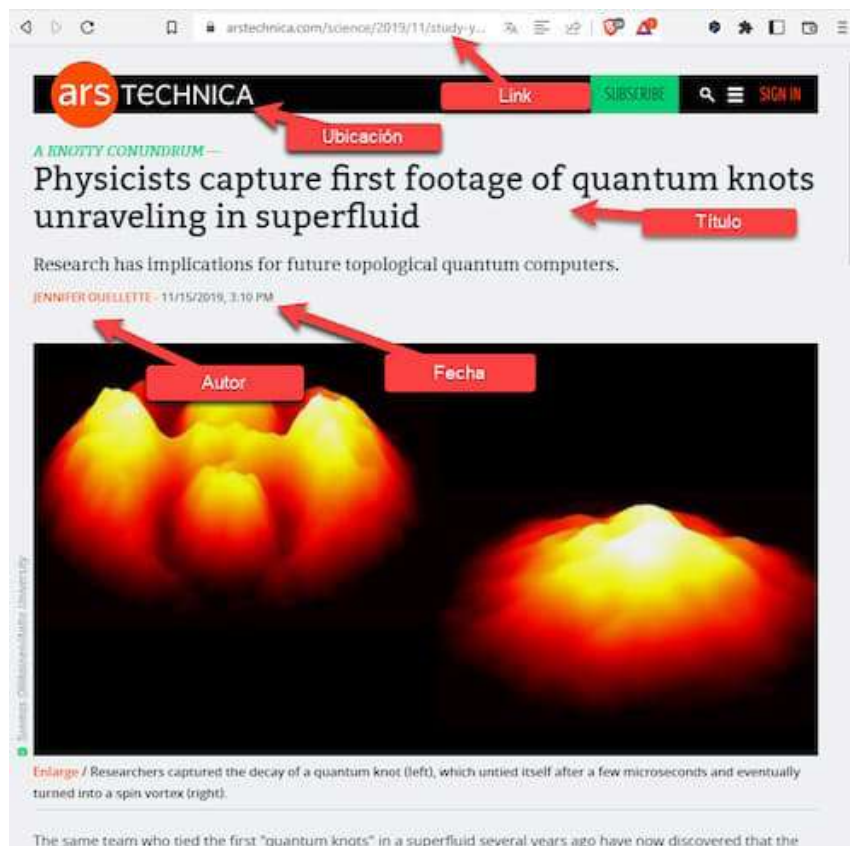 arstechnica.com/science/2019/11/study-y...
ars TECHNICA
Link
SUBSCRIBE
SIGN IN
Ubicación
A KNOTTY CONUNDRUM —
Physicists capture first footage of quantum knots
unraveling in superfluid
Título
Research has implications for future topological quantum computers.
JENNIFER OUELLETTE - 11/15/2019, 3:10 PM
Autor
Fecha
University
Enlarge / Researchers captured the decay of a quantum knot (left), which untied itself after a few microseconds and eventually
turned into a spin vortex (right).
The same team who tied the first "quantum knots" in a superfluid several years ago have now discovered that the